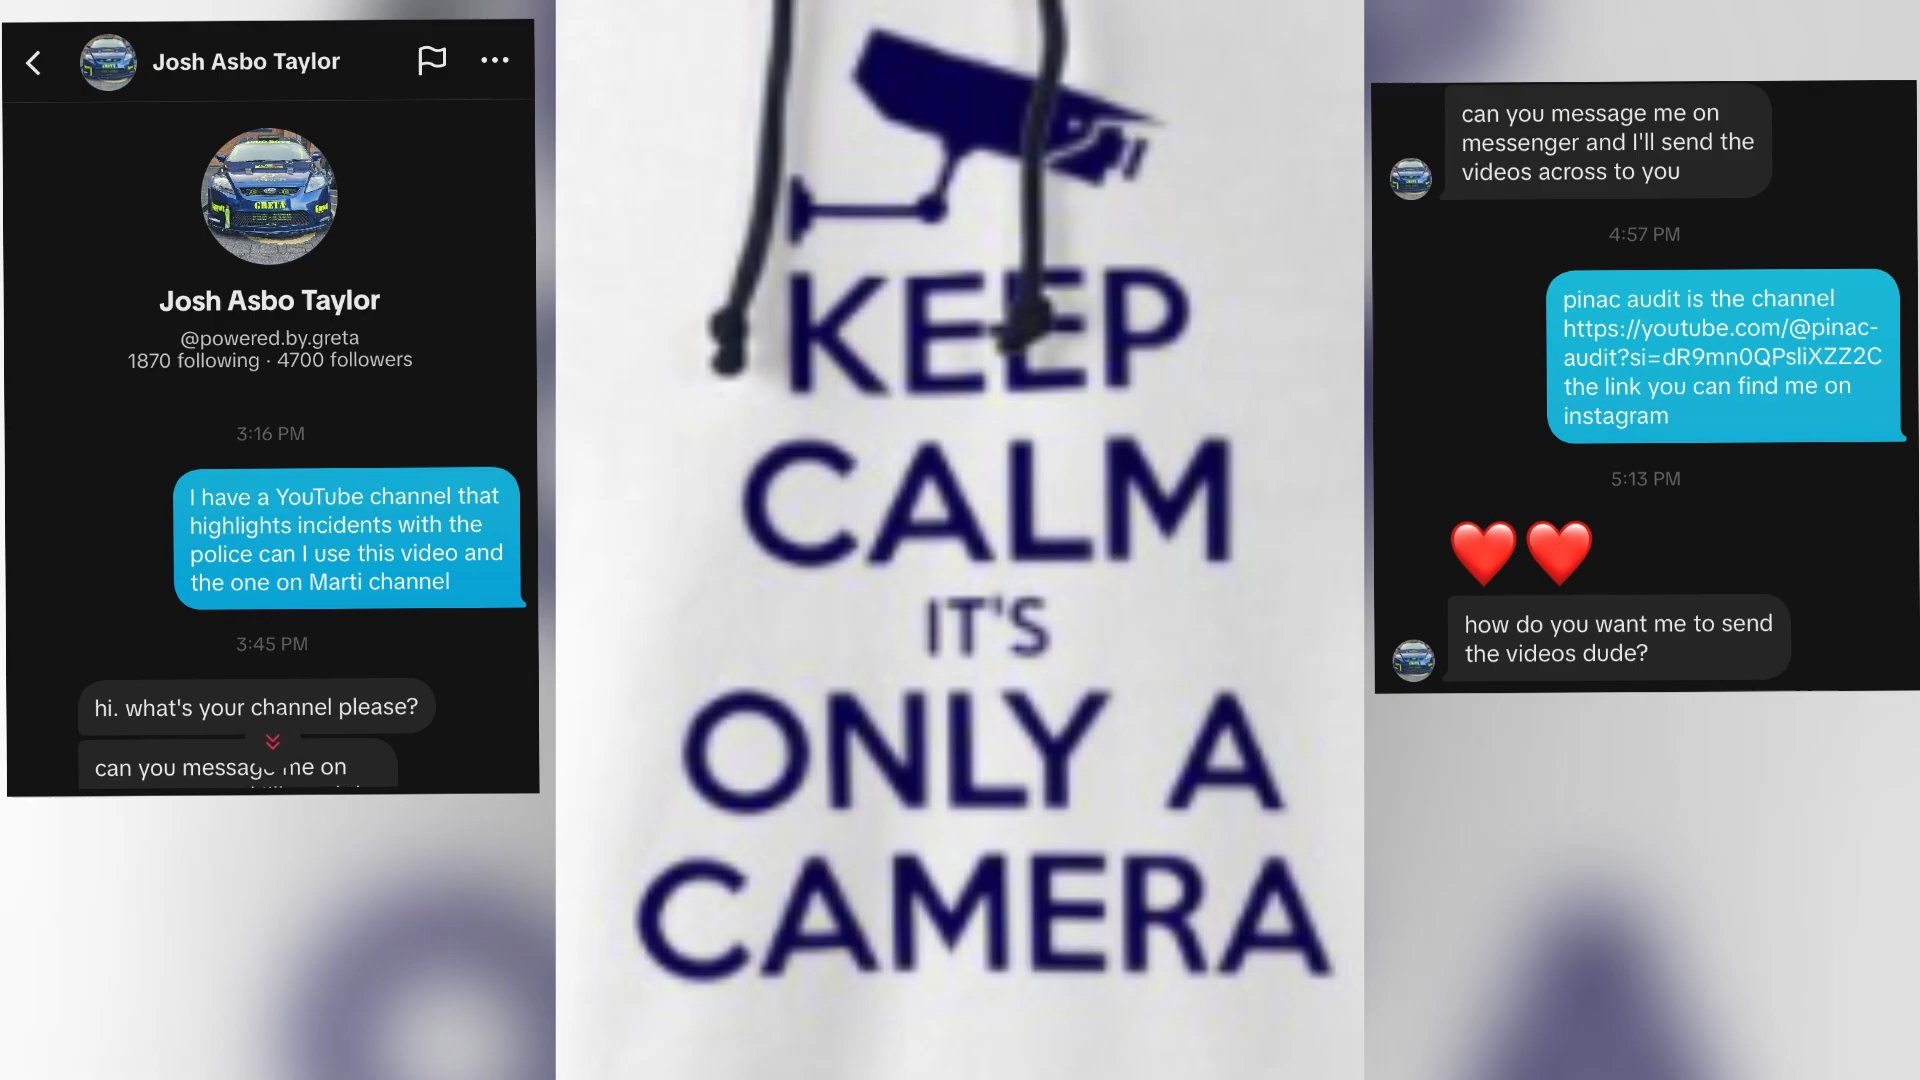 Josh Asbo Taylor
GRETA
Josh Asbo Taylor
@powered.by.greta
1870 following · 4700 followers
3:16 PM
I have a YouTube channel that
highlights incidents with the
police can I use this video and
the one on Marti channel
3:45 PM
hi. what's your channel please?
can you message me on
KEEP
CALM
IT'S
ONLY A
CAMERA
can you message me on
messenger and I'll send the
videos across to you
4:57 PM
pinac audit is the channel
https://youtube.com/@pinac-
audit?si=dR9mn0QPsliXZZ2C
the link you can find me on
instagram
5:13 PM
how do you want me to send
the videos dude?